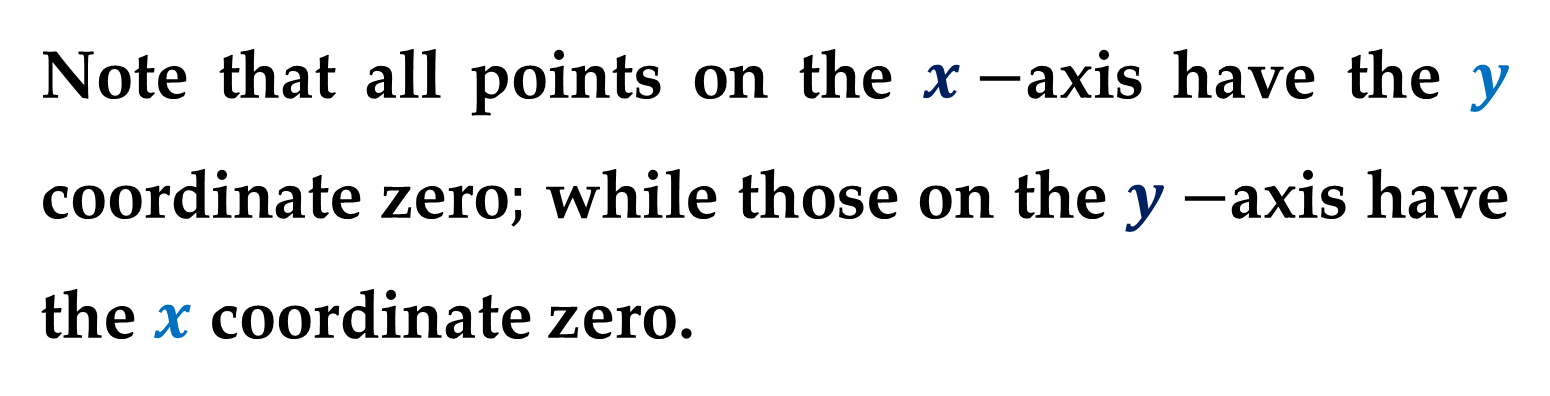 Note that all points on the x –axis have the y
coordinate zero; while those on the y –axis have
the x coordinate zero.